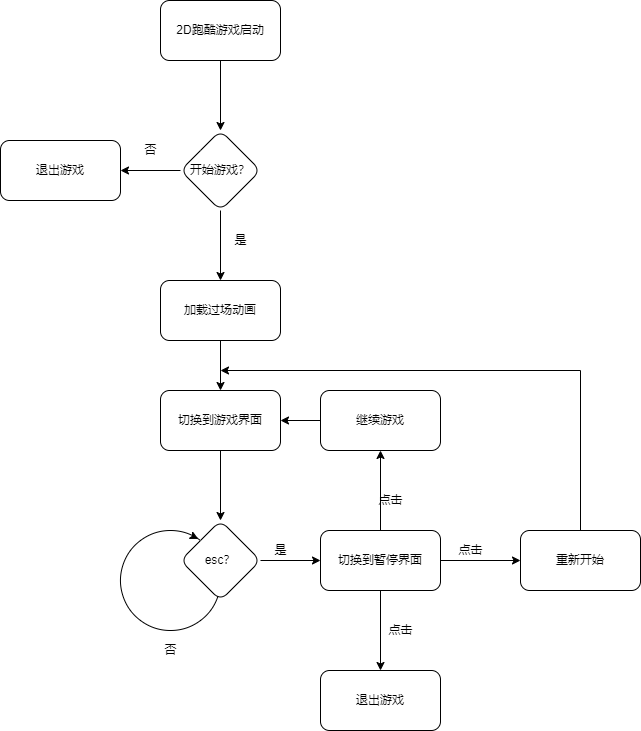 2D跑酷游戏启动
否
退出游戏
开始游戏？
是
加载过场动画
切换到游戏界面
继续游戏
点击
esc？
是
切换到暂停界面
点击
重新开始
否
点击
退出游戏